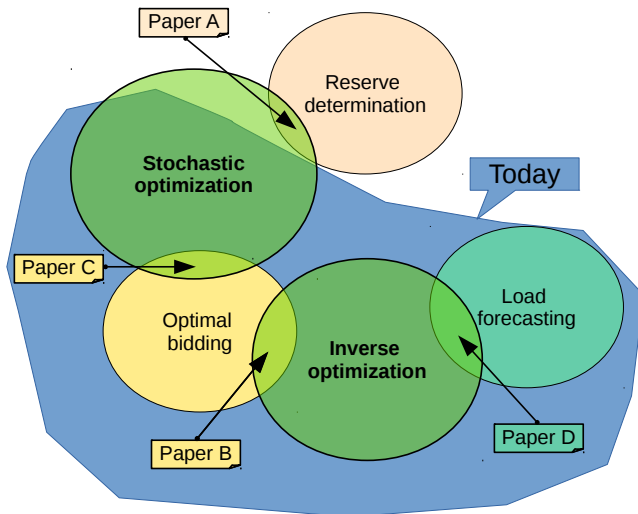 Paper A
Reserve
determination
Stochastic
optimization
Today
Paper C
Optimal
bidding
Load
forecasting
Inverse
optimization
Paper B
Paper D